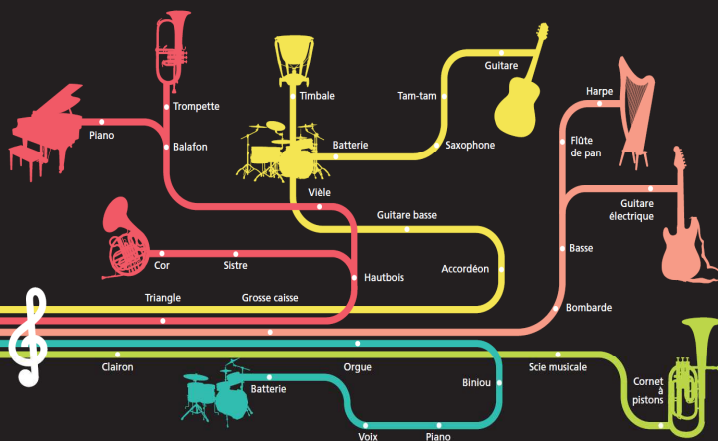 Guitare
Harpe
Timbale
Tam-tam
Trompette
Piano
Flûte
de pan
Balafon
Batterie
Saxophone
Vièle
Guitare
électrique
Guitare basse
Basse
Cor
Sistre
Hautbois
Accordéon
Triangle
Grosse caisse
Bombarde
Clairon
Orgue
Scie musicale
Batterie
Biniou
Cornet
à
pistons
Voix
Piano